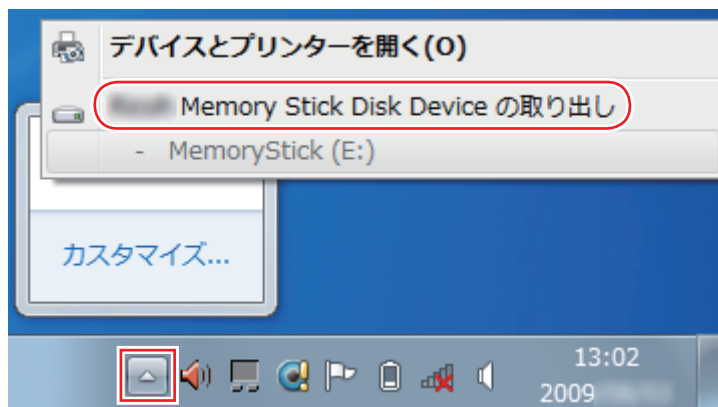 デバイスとプリンターを開く(O)
Memory Stick Disk Device の取り出し
- MemoryStick (E:)
カスタマイズ...
13:02
2009